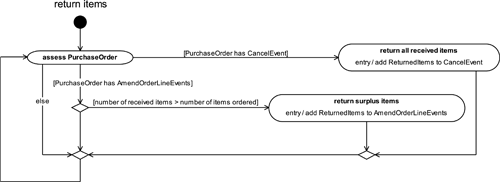 return items
assess PurchaseOrder
[PurchaseOrder has CancelEvent]
return all received items
entry / add ReturnedItems to CancelEvent
[PurchaseOrder has AmendOrderLineEvents]
else
[number of received items > number of items ordered]
return surplus items
entry / add ReturnedItems to AmendOrderLineEvents